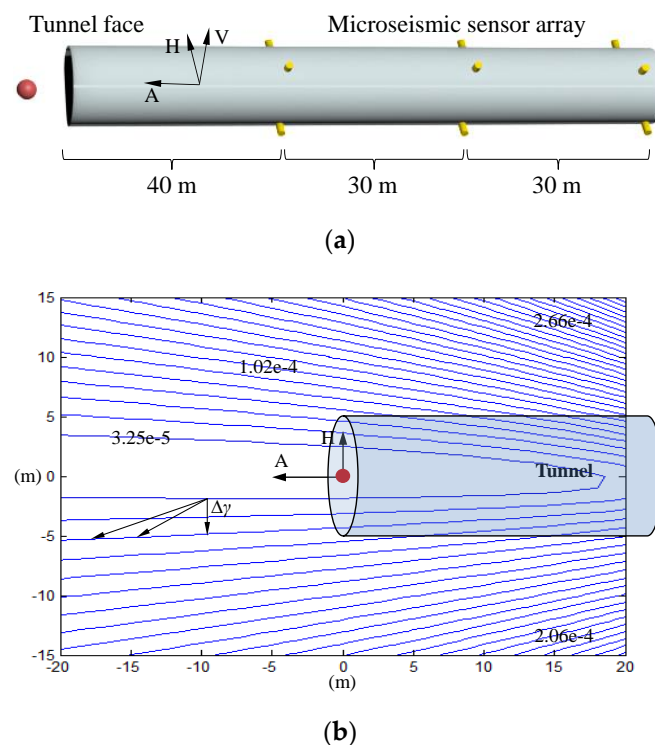 Tunnel face
Microseismic sensor array
H
V
A
40 m
30 m
30 m
(a)
15
10
5
(m) 0
-5
-10
-15
2.66e-4
1.02e-4
3.25e-5
H
A
Tunnel
Δγ
2.06e-4
-20 -15 -10 -5 0 5 10 15 20
(m)
(b)